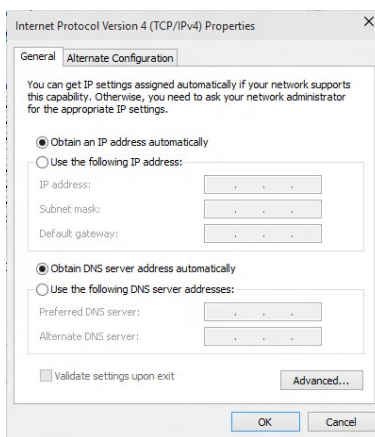 Internet Protocol Version 4 (TCP/IPv4) Properties
General
Alternate Configuration
You can get IP settings assigned automatically if your network supports
this capability. Otherwise, you need to ask your network administrator
for the appropriate IP settings.
Obtain an IP address automatically
Use the following IP address:
IP address:
Subnet mask:
Default gateway:
Obtain DNS server address automatically
Use the following DNS server addresses:
Preferred DNS server:
Alternate DNS server:
Validate settings upon exit
Advanced...
OK
Cancel